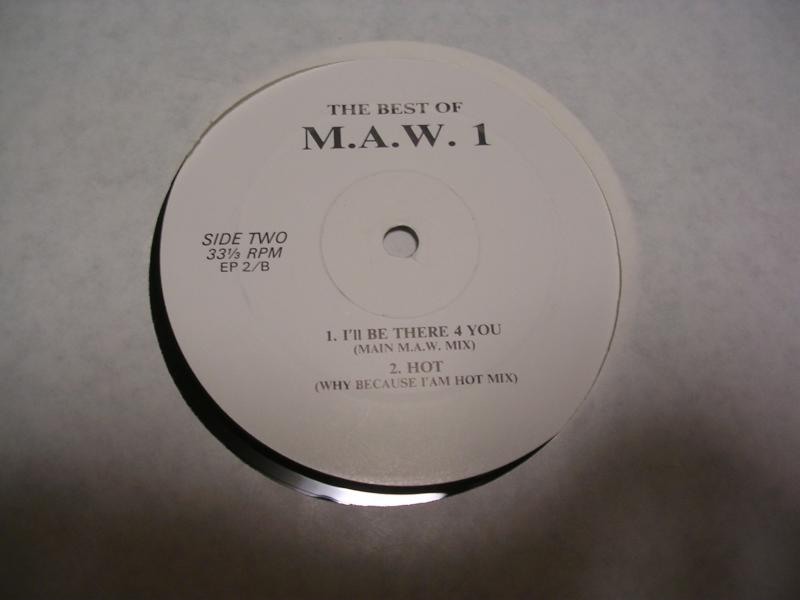 THE BEST OF
M.A.W. 1
SIDE TWO
33⅓ RPM
EP 2/B
1. I'll BE THERE 4 YOU
(MAIN M.A.W. MIX)
2. HOT
(WHY BECAUSE I'AM HOT MIX)